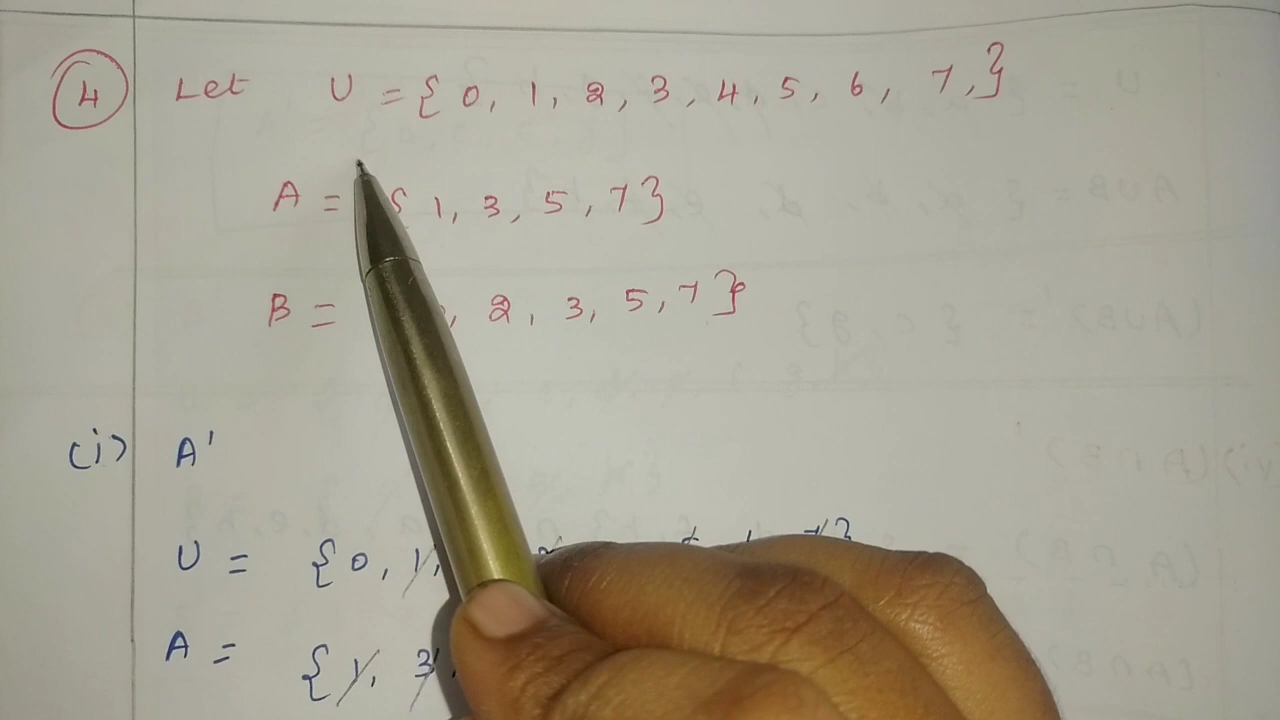 4 Let U = { 0, 1, 2, 3, 4, 5, 6, 7, }
A = { 1, 3, 5, 7 }
B = , 2, 3, 5, 7 }
(i) A'
U = { 0, 1, 7 }
A = { 1, 3,